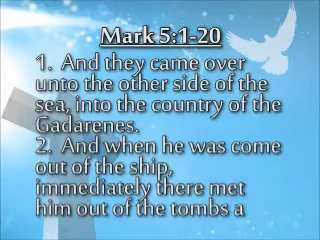 Mark 5:1-20
1. And they came over
unto the other side of the
sea, into the country of the
Gadarenes.
2. And when he was come
out of the ship,
immediately there met
him out of the tombs a